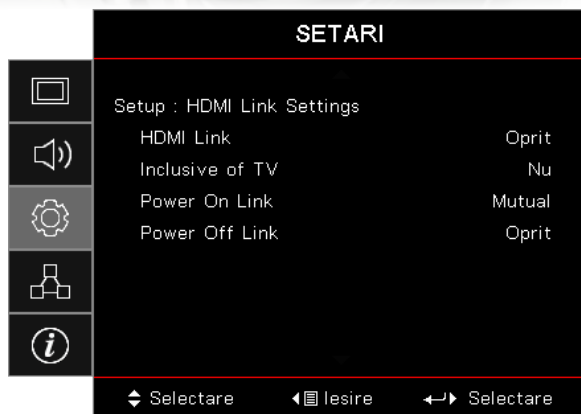 SETARI
Setup : HDMI Link Settings
HDMI Link Oprit
Inclusive of TV Nu
Power On Link Mutual
Power Off Link Oprit
Selectare Iesire Selectare